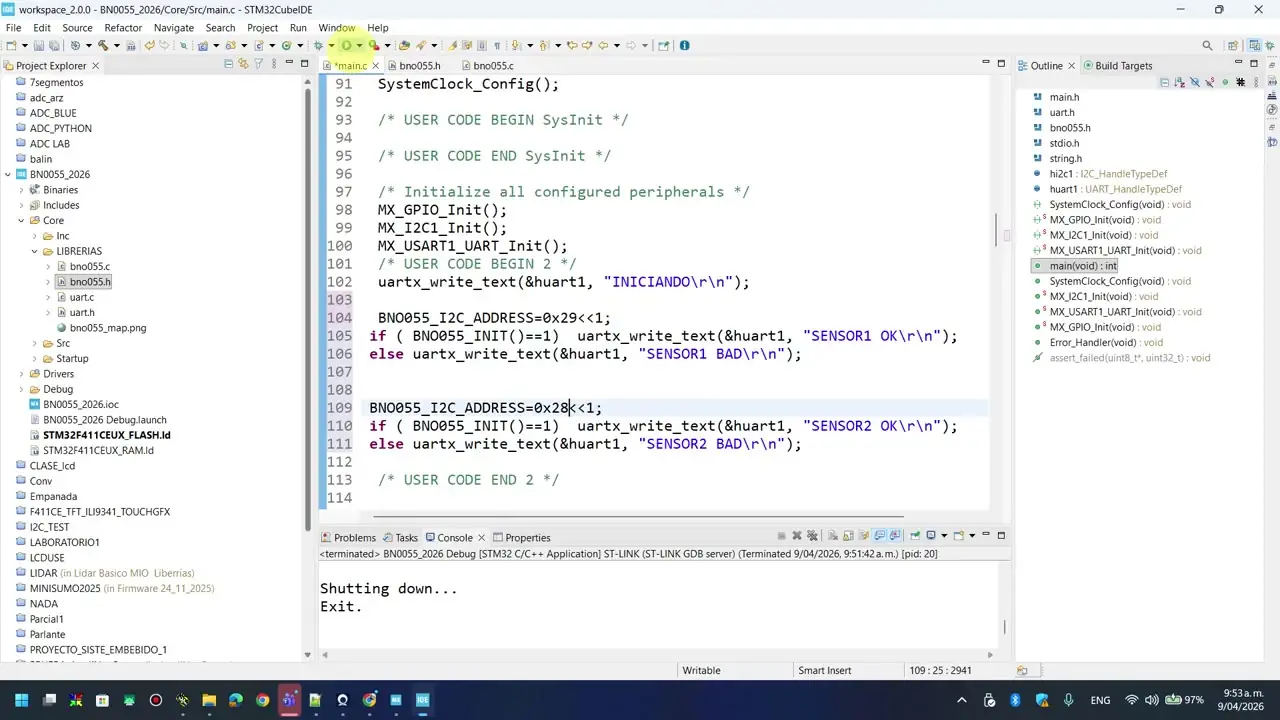 workspace_2.0.0 - BN0055_2026/Core/Src/main.c - STM32CubeIDE
File Edit Source Refactor Navigate Search Project Run Window Help
Project Explorer
7segmentos
adc_arz
ADC_BLUE
ADC_PYTHON
ADC LAB
balin
BN0055_2026
Binaries
Includes
Core
Inc
LIBRERIAS
bno055.c
bno055.h
uart.c
uart.h
bno055_map.png
Src
Startup
Drivers
Debug
BN0055_2026.ioc
BN0055_2026 Debug.launch
STM32F411CEUX_FLASH.ld
STM32F411CEUX_RAM.ld
CLASE_lcd
Conv
Empanada
F411CE_TFT_ILI9341_TOUCHGFX
I2C_TEST
LABORATORIO1
LCDUSE
LIDAR (in Lidar Basico MIO Liberrias)
MINISUMO2025 (in Firmware 24_11_2025)
NADA
Parcial1
Parlante
PROYECTO_SISTE_EMBEBIDO_1
*main.c bno055.h bno055.c
91 SystemClock_Config();
92
93 /* USER CODE BEGIN SysInit */
94
95 /* USER CODE END SysInit */
96
97 /* Initialize all configured peripherals */
98 MX_GPIO_Init();
99 MX_I2C1_Init();
100 MX_USART1_UART_Init();
101 /* USER CODE BEGIN 2 */
102 uartx_write_text(&huart1, "INICIANDO\r\n");
103
104 BNO055_I2C_ADDRESS=0x29<<1;
105 if ( BNO055_INIT()==1) uartx_write_text(&huart1, "SENSOR1 OK\r\n");
106 else uartx_write_text(&huart1, "SENSOR1 BAD\r\n");
107
108
109 BNO055_I2C_ADDRESS=0x28<<1;
110 if ( BNO055_INIT()==1) uartx_write_text(&huart1, "SENSOR2 OK\r\n");
111 else uartx_write_text(&huart1, "SENSOR2 BAD\r\n");
112
113 /* USER CODE END 2 */
114
Problems Tasks Console Properties
<terminated> BN0055_2026 Debug [STM32 C/C++ Application] ST-LINK (ST-LINK GDB server) (Terminated 9/04/2026, 9:51:42 a.m.) [pid: 20]
Shutting down...
Exit.
Outline Build Targets
main.h
uart.h
bno055.h
stdio.h
string.h
hi2c1 : I2C_HandleTypeDef
huart1 : UART_HandleTypeDef
SystemClock_Config(void) : void
MX_GPIO_Init(void) : void
MX_I2C1_Init(void) : void
MX_USART1_UART_Init(void) : void
main(void) : int
SystemClock_Config(void) : void
MX_I2C1_Init(void) : void
MX_USART1_UART_Init(void) : void
MX_GPIO_Init(void) : void
Error_Handler(void) : void
assert_failed(uint8_t*, uint32_t) : void
Writable Smart Insert 109 : 25 : 2941
ENG 97% 9:53 a.m.
9/04/2026